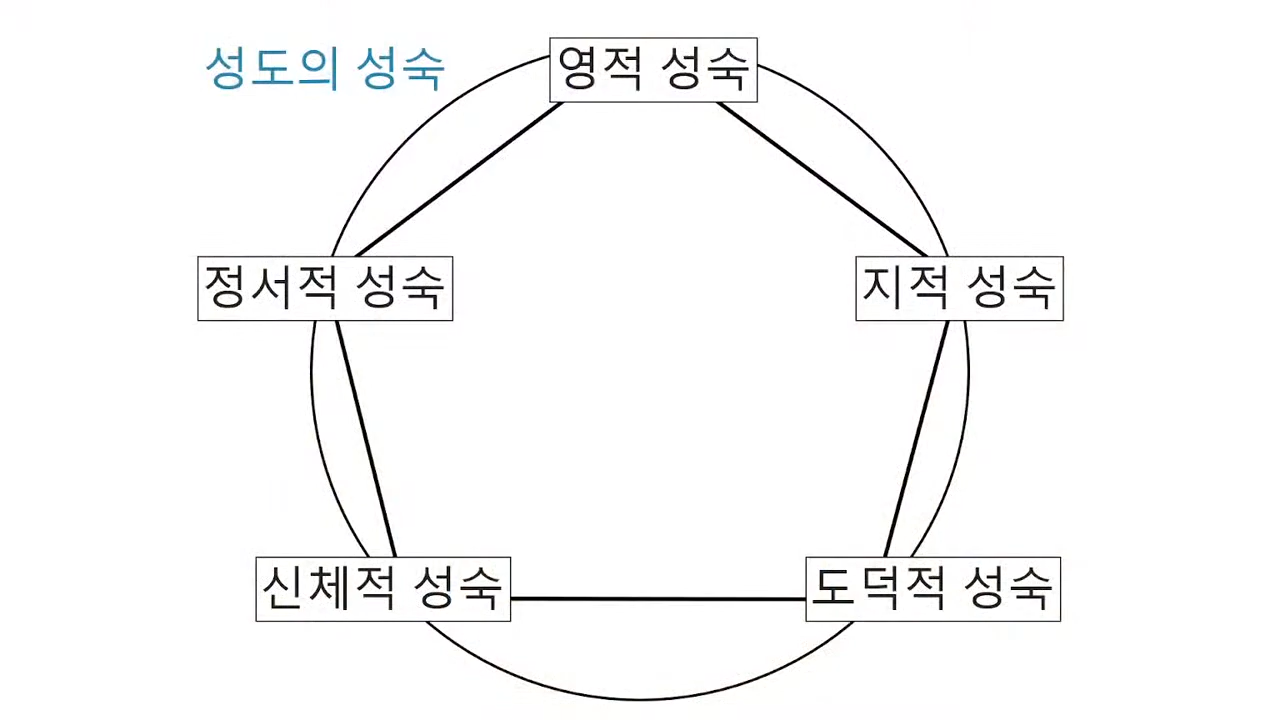 성도의 성숙
영적 성숙
정서적 성숙
지적 성숙
신체적 성숙
도덕적 성숙